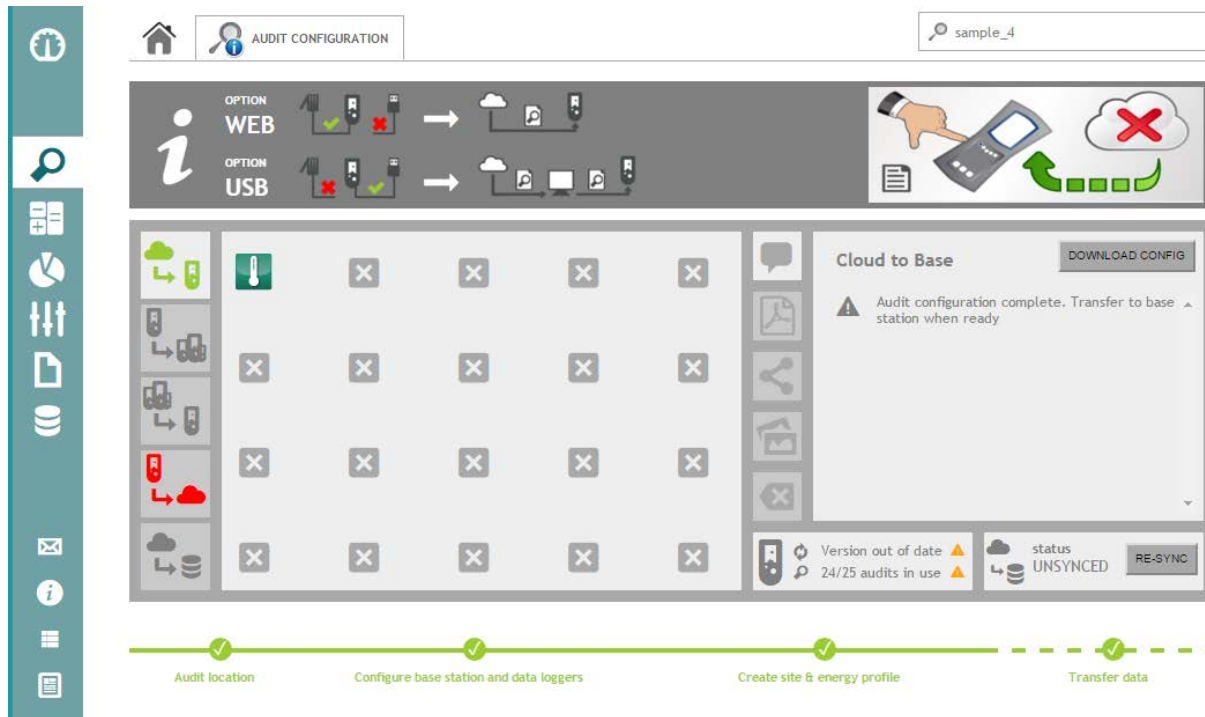 AUDIT CONFIGURATION
sample_4
OPTION
WEB
OPTION
USB
Cloud to Base
DOWNLOAD CONFIG
Audit configuration complete. Transfer to base
station when ready
Version out of date
24/25 audits in use
status
UNSYNCED
RE-SYNC
Audit location
Configure base station and data loggers
Create site & energy profile
Transfer data